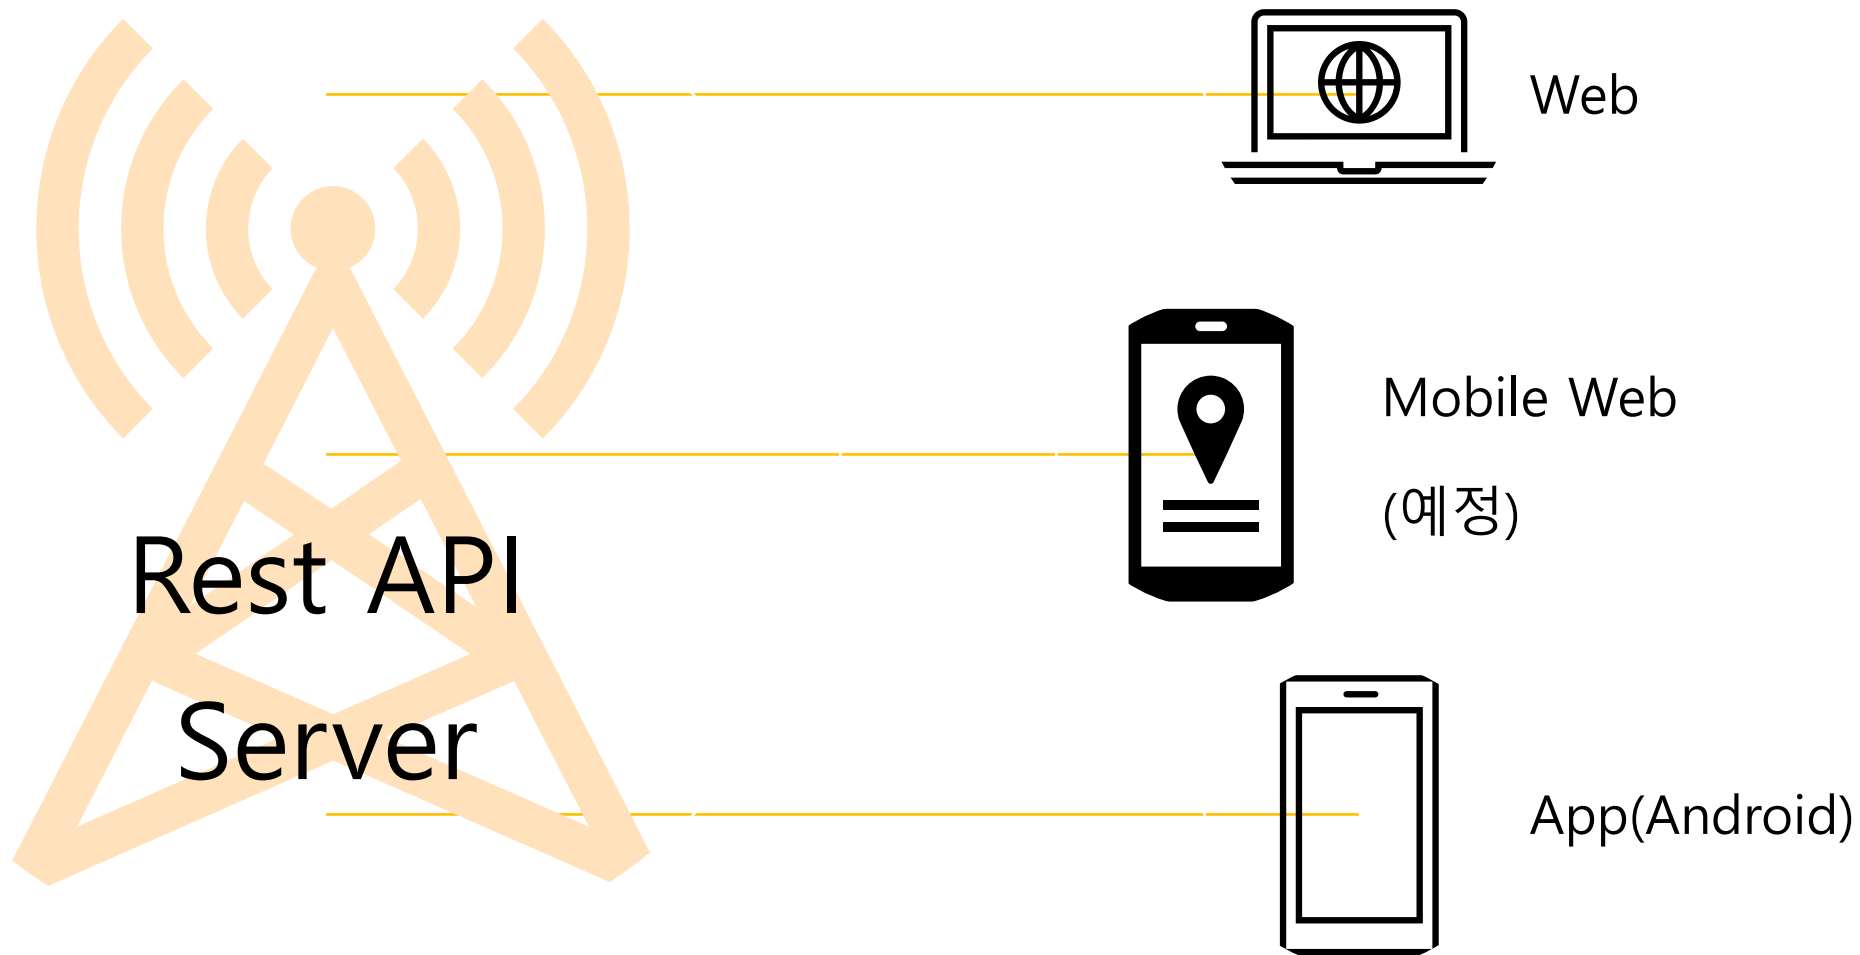 Rest API
Server
Web
Mobile Web
(예정)
App(Android)